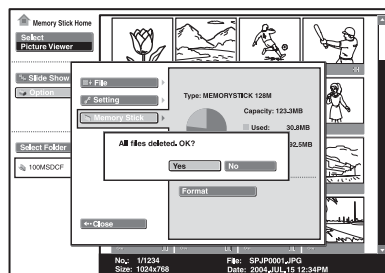 Memory Stick Home
Select
Picture Viewer
Slide Show
Option
Select Folder
100MSDCF
File
Setting
Memory Stick
Close
Type: MEMORYSTICK 128M
Capacity: 123.3MB
Used: 30.8MB
92.5MB
All files deleted. OK?
Yes
No
Format
No,: 1/1234
Size: 1024x768
File: SPJP0001.JPG
Date: 2004,JUL,15 12:34PM